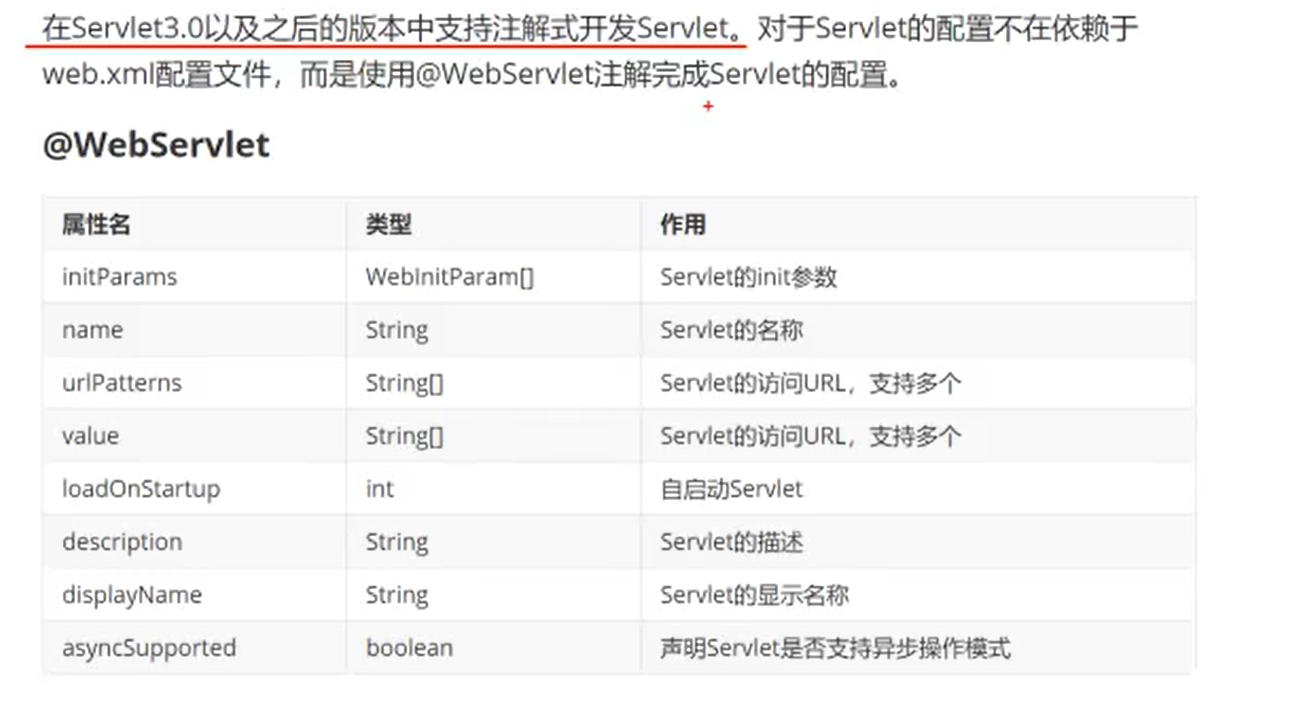 在Servlet3.0以及之后的版本中支持注解式开发Servlet。对于Servlet的配置不在依赖于
web.xml配置文件，而是使用@WebServlet注解完成Servlet的配置。
@WebServlet
属性名 类型 作用
initParams WebInitParam[] Servlet的init参数
name String Servlet的名称
urlPatterns String[] Servlet的访问URL，支持多个
value String[] Servlet的访问URL，支持多个
loadOnStartup int 自启动Servlet
description String Servlet的描述
displayName String Servlet的显示名称
asyncSupported boolean 声明Servlet是否支持异步操作模式